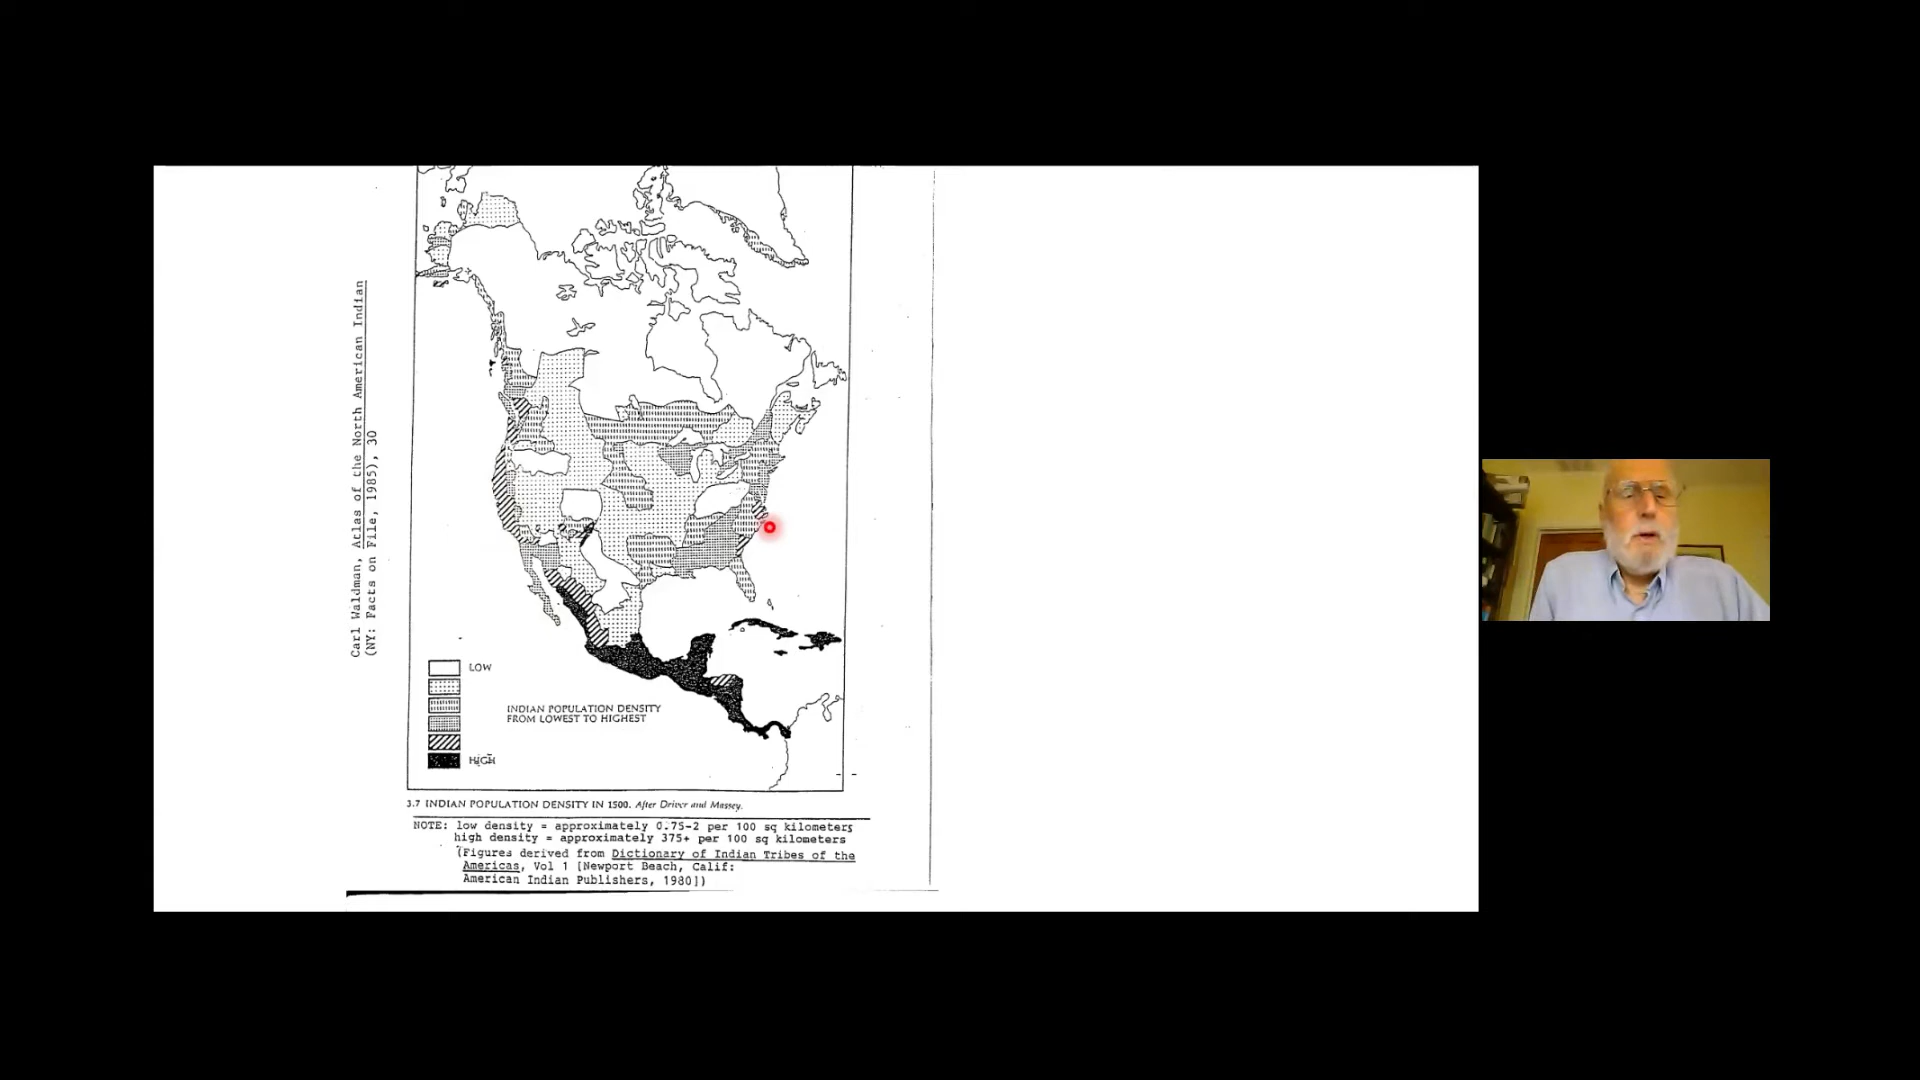 Carl Waldman, Atlas of the North American Indian
(NY: Facts on File, 1985), 30
LOW
INDIAN POPULATION DENSITY
FROM LOWEST TO HIGHEST
HIGH
3.7 INDIAN POPULATION DENSITY IN 1500. After Driver and Massey.
NOTE: low density = approximately 0.75-2 per 100 sq kilometers
high density = approximately 375+ per 100 sq kilometers
(Figures derived from Dictionary of Indian Tribes of the
Americas, Vol 1 [Newport Beach, Calif:
American Indian Publishers, 1980])